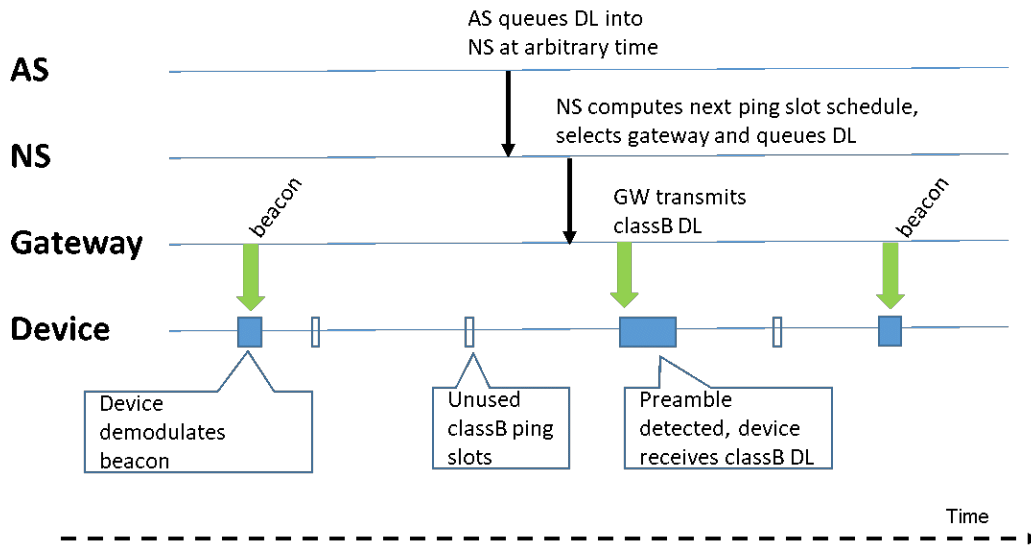 AS queues DL into
NS at arbitrary time
AS
NS computes next ping slot schedule,
selects gateway and queues DL
NS
beacon
GW transmits
classB DL
beacon
Gateway
Device
Device
demodulates
beacon
Unused
classB ping
slots
Preamble
detected, device
receives classB DL
Time